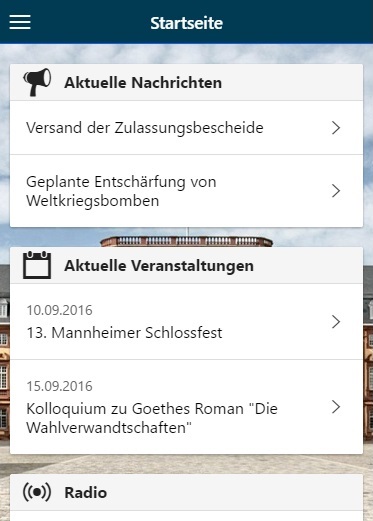 Startseite
Aktuelle Nachrichten
Versand der Zulassungsbescheide
Geplante Entschärfung von
Weltkriegsbomben
Aktuelle Veranstaltungen
10.09.2016
13. Mannheimer Schlossfest
15.09.2016
Kolloquium zu Goethes Roman "Die
Wahlverwandtschaften"
Radio